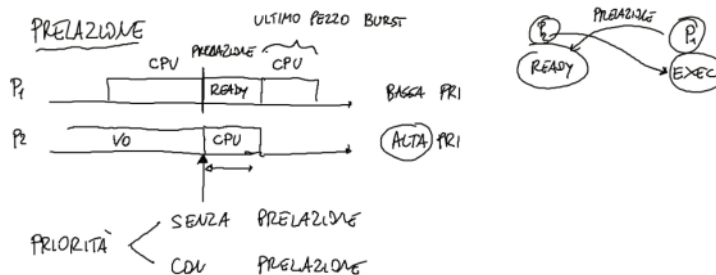 PRELAZIONE
ULTIMO PEZZO BURST
CPU PRELAZIONE CPU
P1 READY BASSA PRI
P2 I/O CPU ALTA PRI
PRIORITÀ
SENZA PRELAZIONE
CON PRELAZIONE
PRELAZIONE
P2 P1
READY EXEC